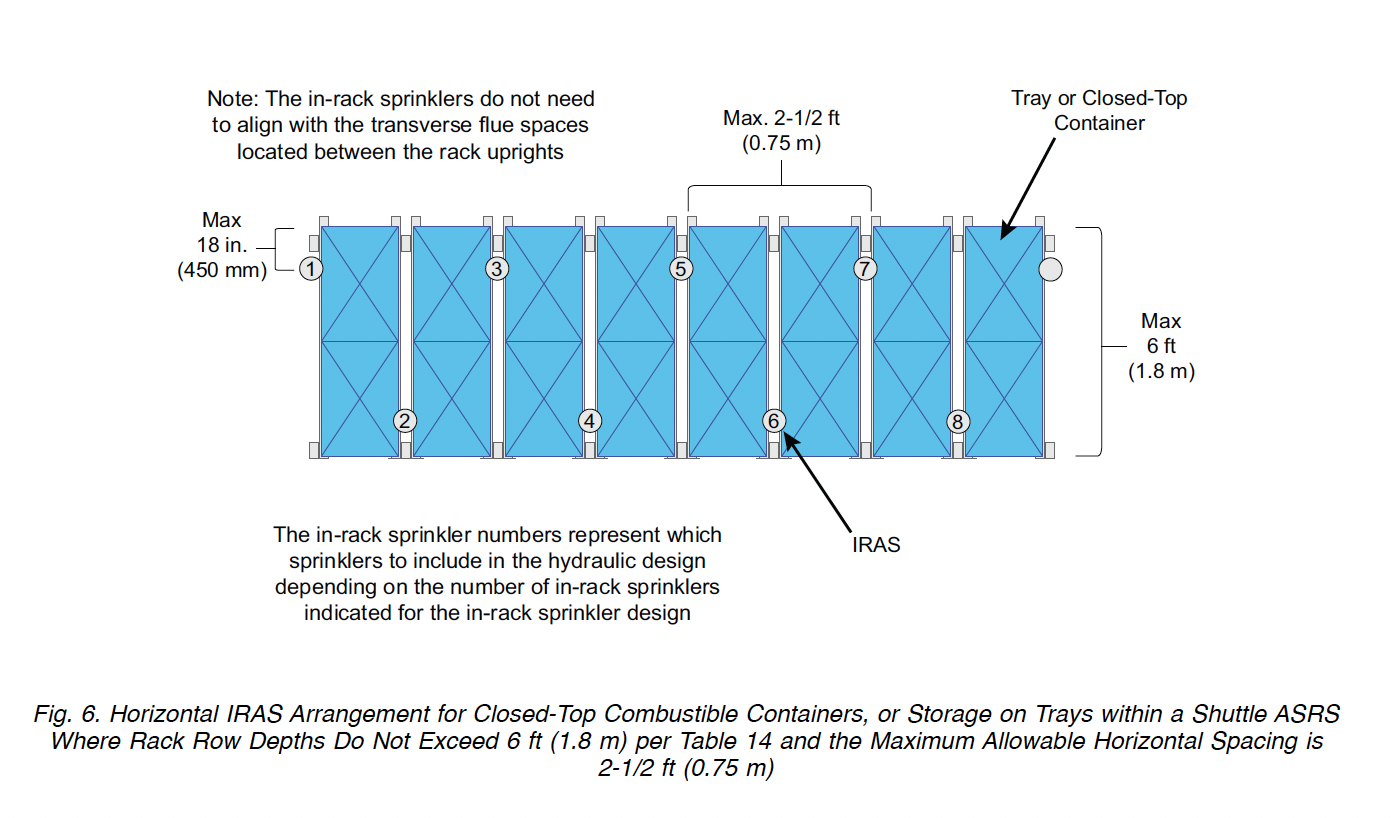 Note: The in-rack sprinklers do not need
to align with the transverse flue spaces
located between the rack uprights
Max. 2-1/2 ft
(0.75 m)
Tray or Closed-Top
Container
Max
18 in.
(450 mm)
1
3
5
7
Max
6 ft
(1.8 m)
2
4
6
8
IRAS
The in-rack sprinkler numbers represent which
sprinklers to include in the hydraulic design
depending on the number of in-rack sprinklers
indicated for the in-rack sprinkler design
Fig. 6. Horizontal IRAS Arrangement for Closed-Top Combustible Containers, or Storage on Trays within a Shuttle ASRS
Where Rack Row Depths Do Not Exceed 6 ft (1.8 m) per Table 14 and the Maximum Allowable Horizontal Spacing is
2-1/2 ft (0.75 m)